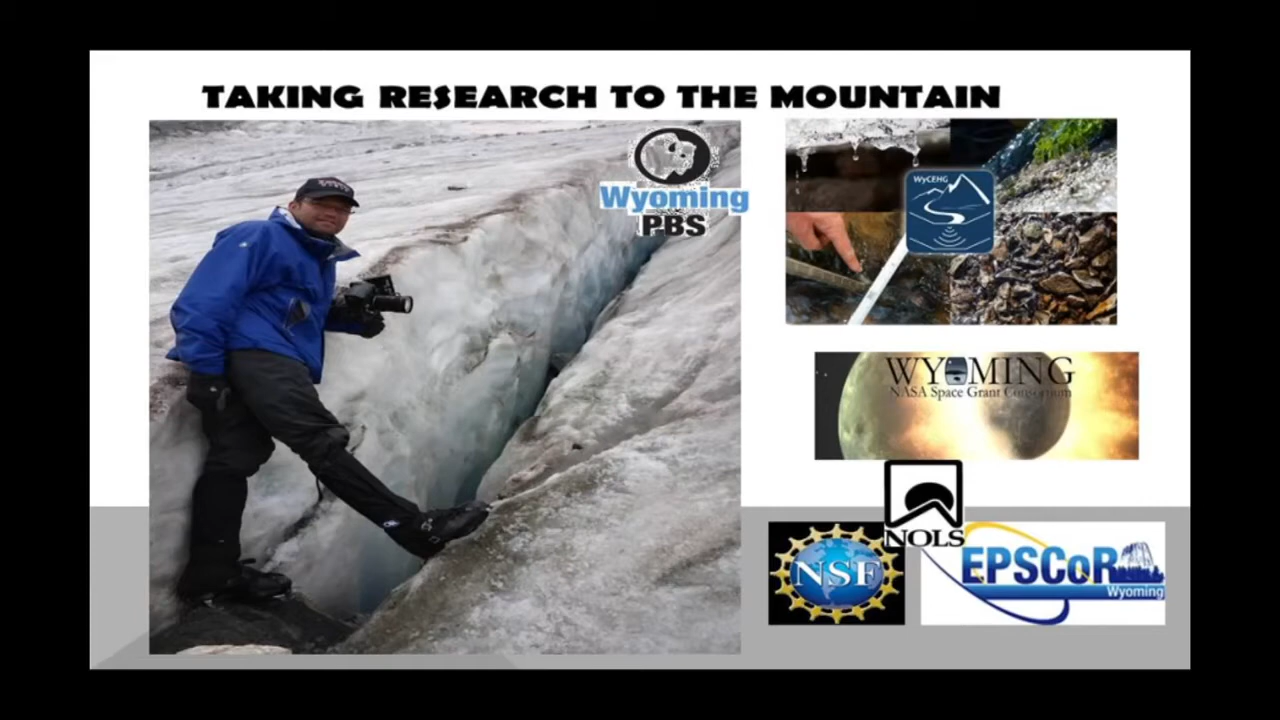 TAKING RESEARCH TO THE MOUNTAIN
Wyoming
PBS
WyCEHG
WYOMING
NASA Space Grant Consortium
NOLS
NSF
EPSCoR
Wyoming